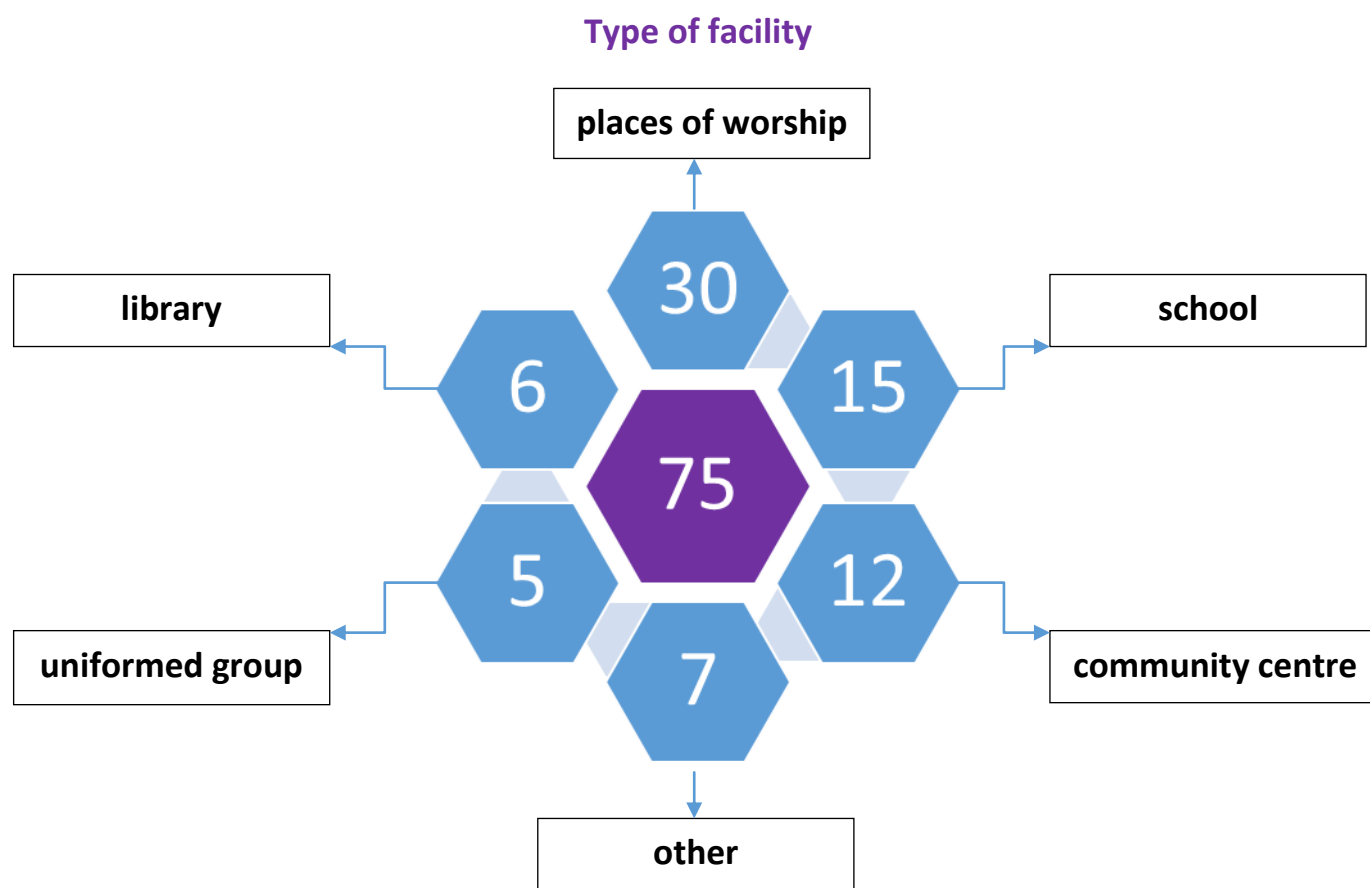 Type of facility
places of worship
30
library
school
6
15
75
5
12
uniformed group
community centre
7
other